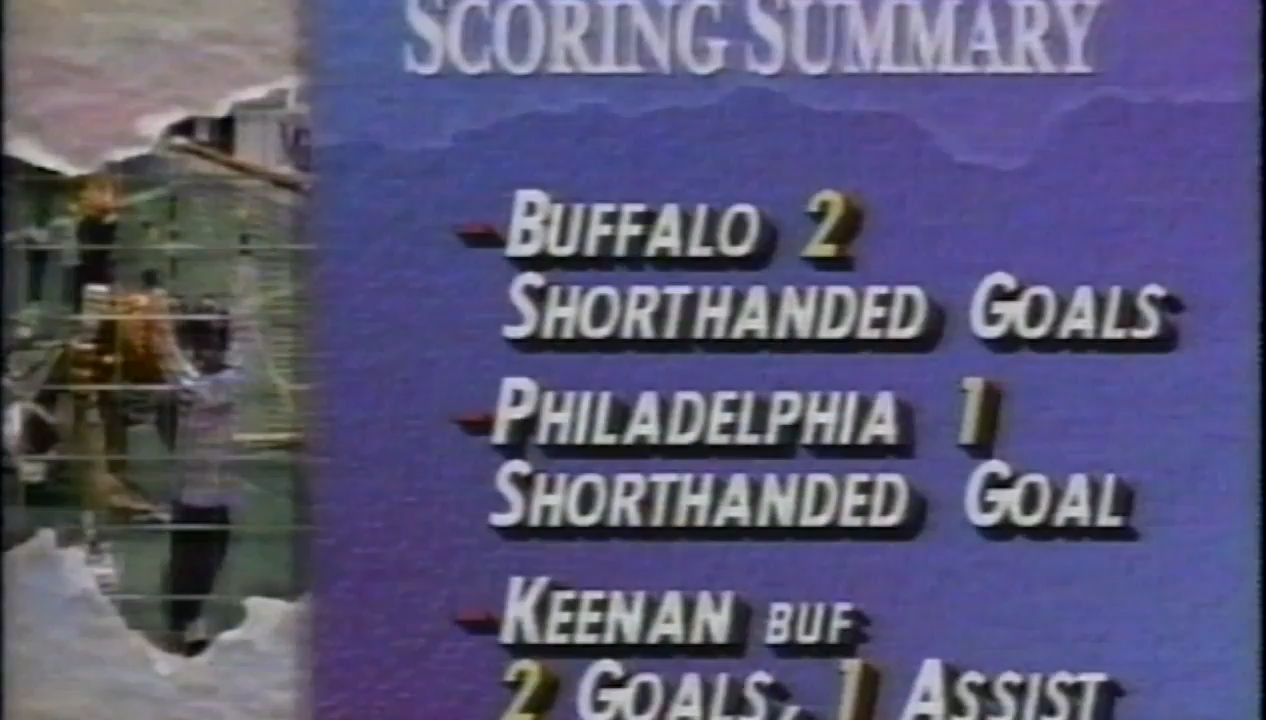 SCORING SUMMARY
BUFFALO 2
SHORTHANDED GOALS
PHILADELPHIA 1
SHORTHANDED GOAL
KEENAN BUF
2 GOALS, 1 ASSIST